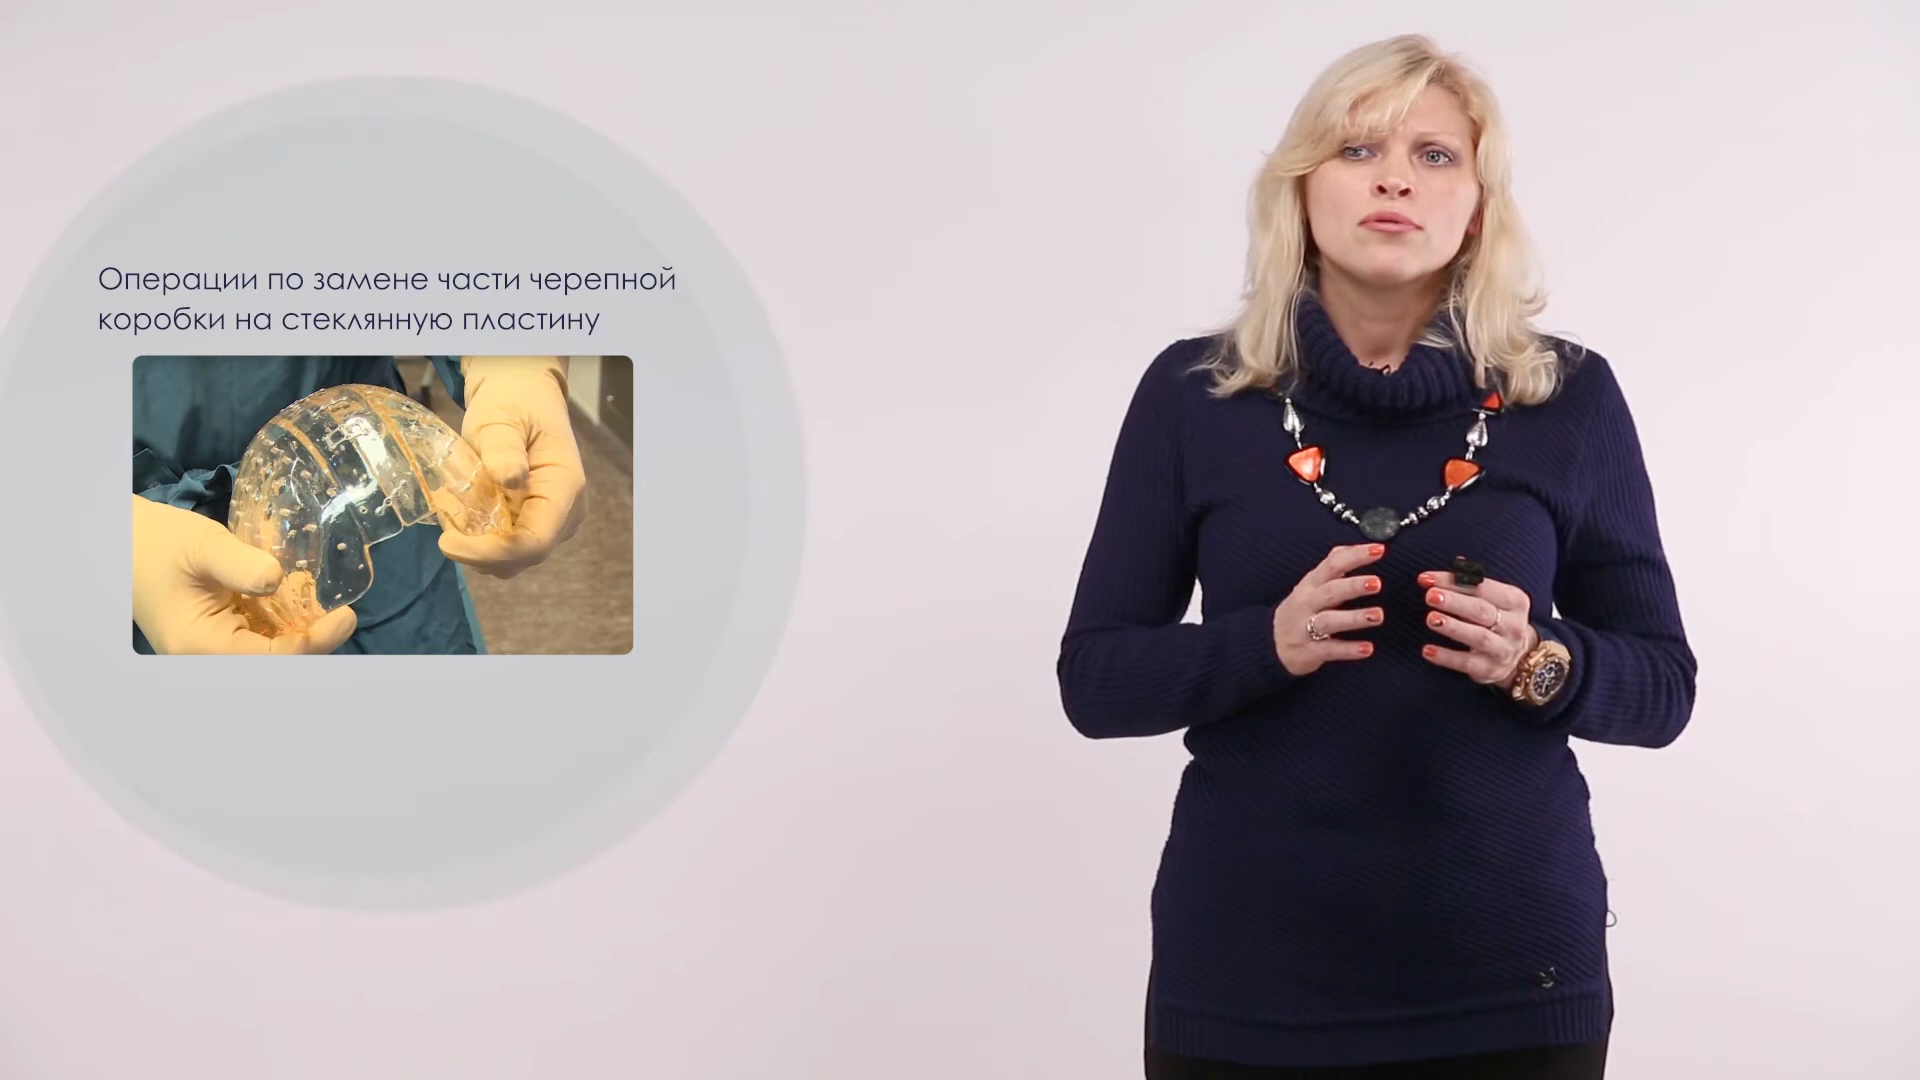 Операции по замене части черепной
коробки на стеклянную пластину